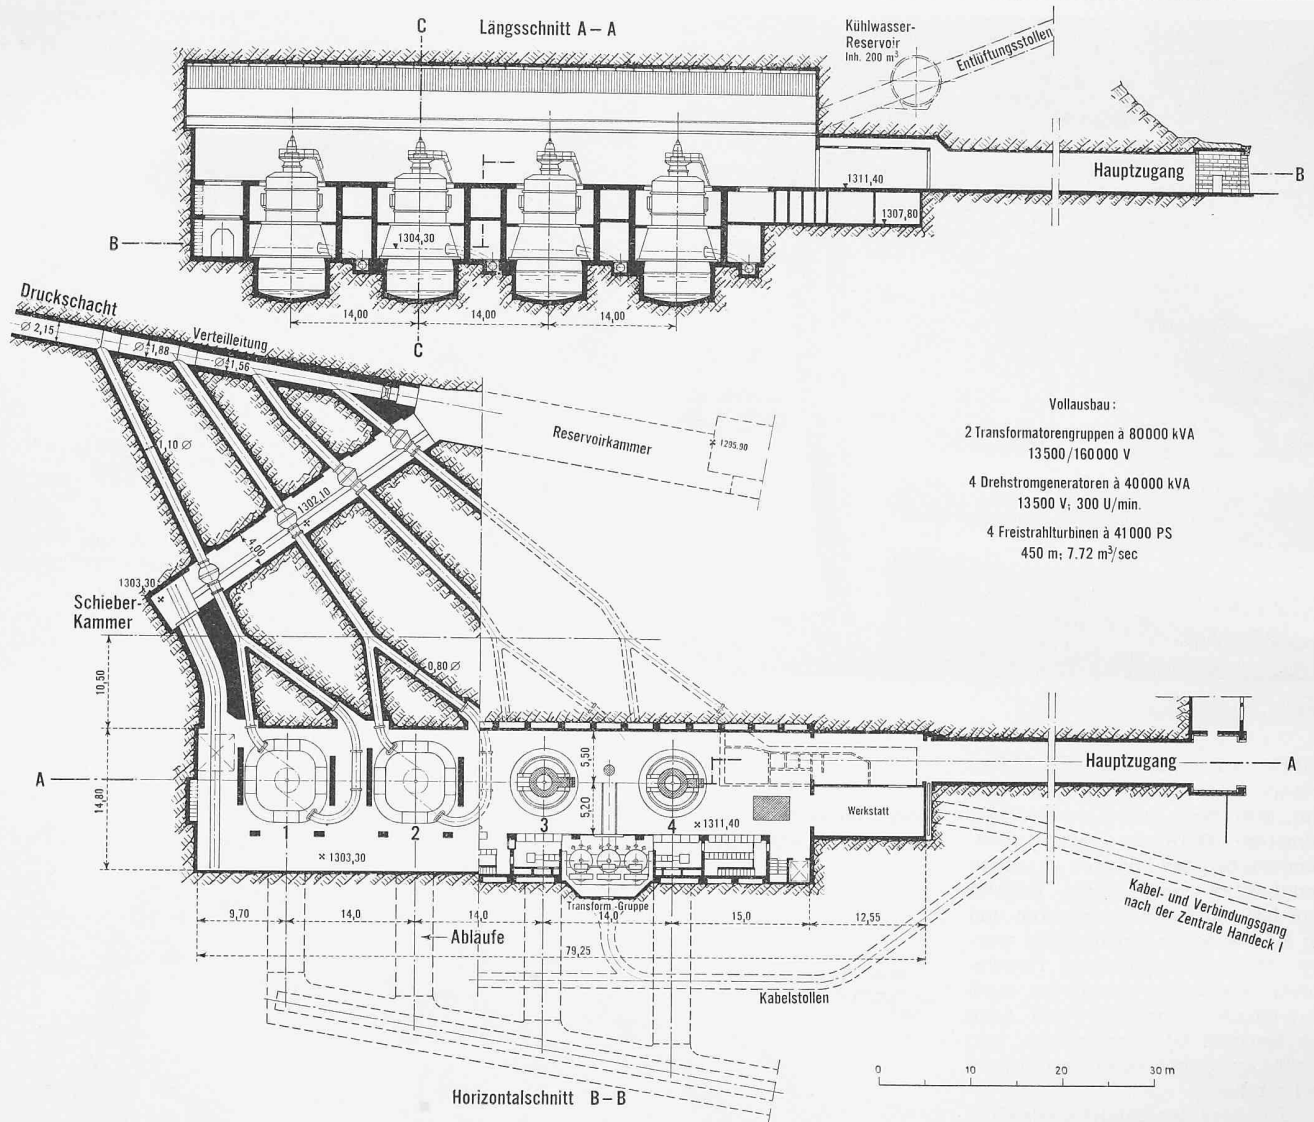 C
Längsschnitt A – A
Kühlwasser-
Reservoir
Inh. 200 m³
Entlüftungsstollen
Hauptzugang
B
1311,40
1307,80
B
1304,30
14,00
14,00
14,00
C
Druckschacht
Ø 2,15
Verteilleitung
Ø 1,88
Ø 1,56
1,10 Ø
Reservoirkammer
1295.90
Vollausbau :
2 Transformatorengruppen à 80000 kVA
13500/160000 V
4 Drehstromgeneratoren à 40000 kVA
13500 V; 300 U/min.
4 Freistrahlturbinen à 41000 PS
450 m; 7.72 m³/sec
1302,10
4,00
1303,30
Schieber-
Kammer
10,50
0,80 Ø
A
14,80
5,50
5,20
Hauptzugang
A
1
2
3
4
1311,40
Werkstatt
1303,30
Transform.-Gruppe
9,70
14,0
14,0
14,0
15,0
12,55
Abläufe
79,25
Kabel- und Verbindungsgang
nach der Zentrale Handeck I
Kabelstollen
0
10
20
30 m
Horizontalschnitt B – B